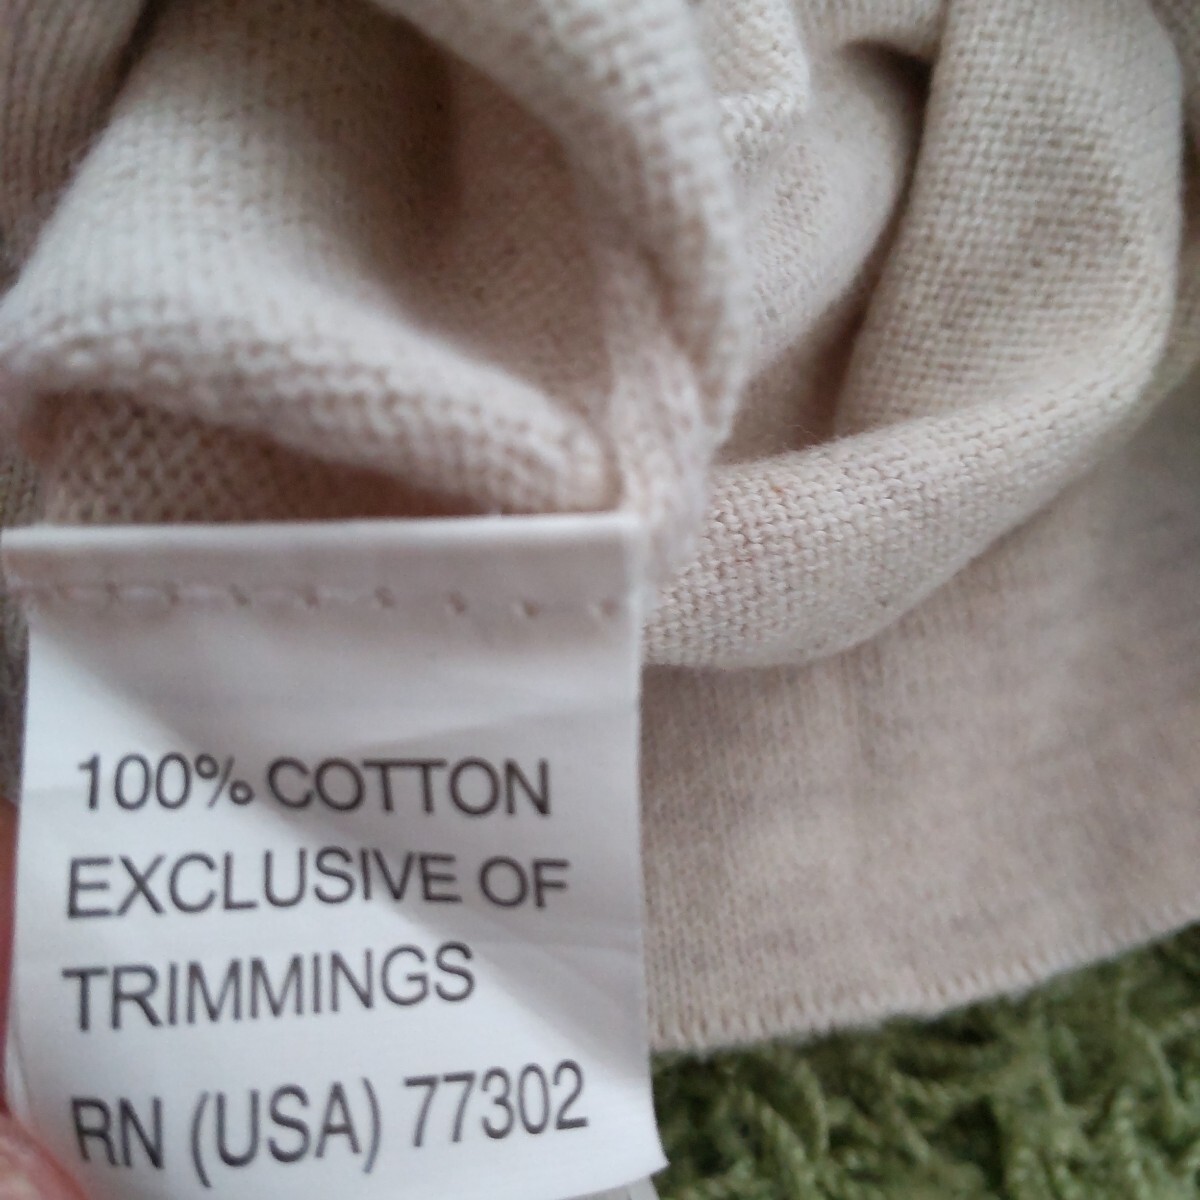 100% COTTON
EXCLUSIVE OF
TRIMMINGS
RN (USA) 77302